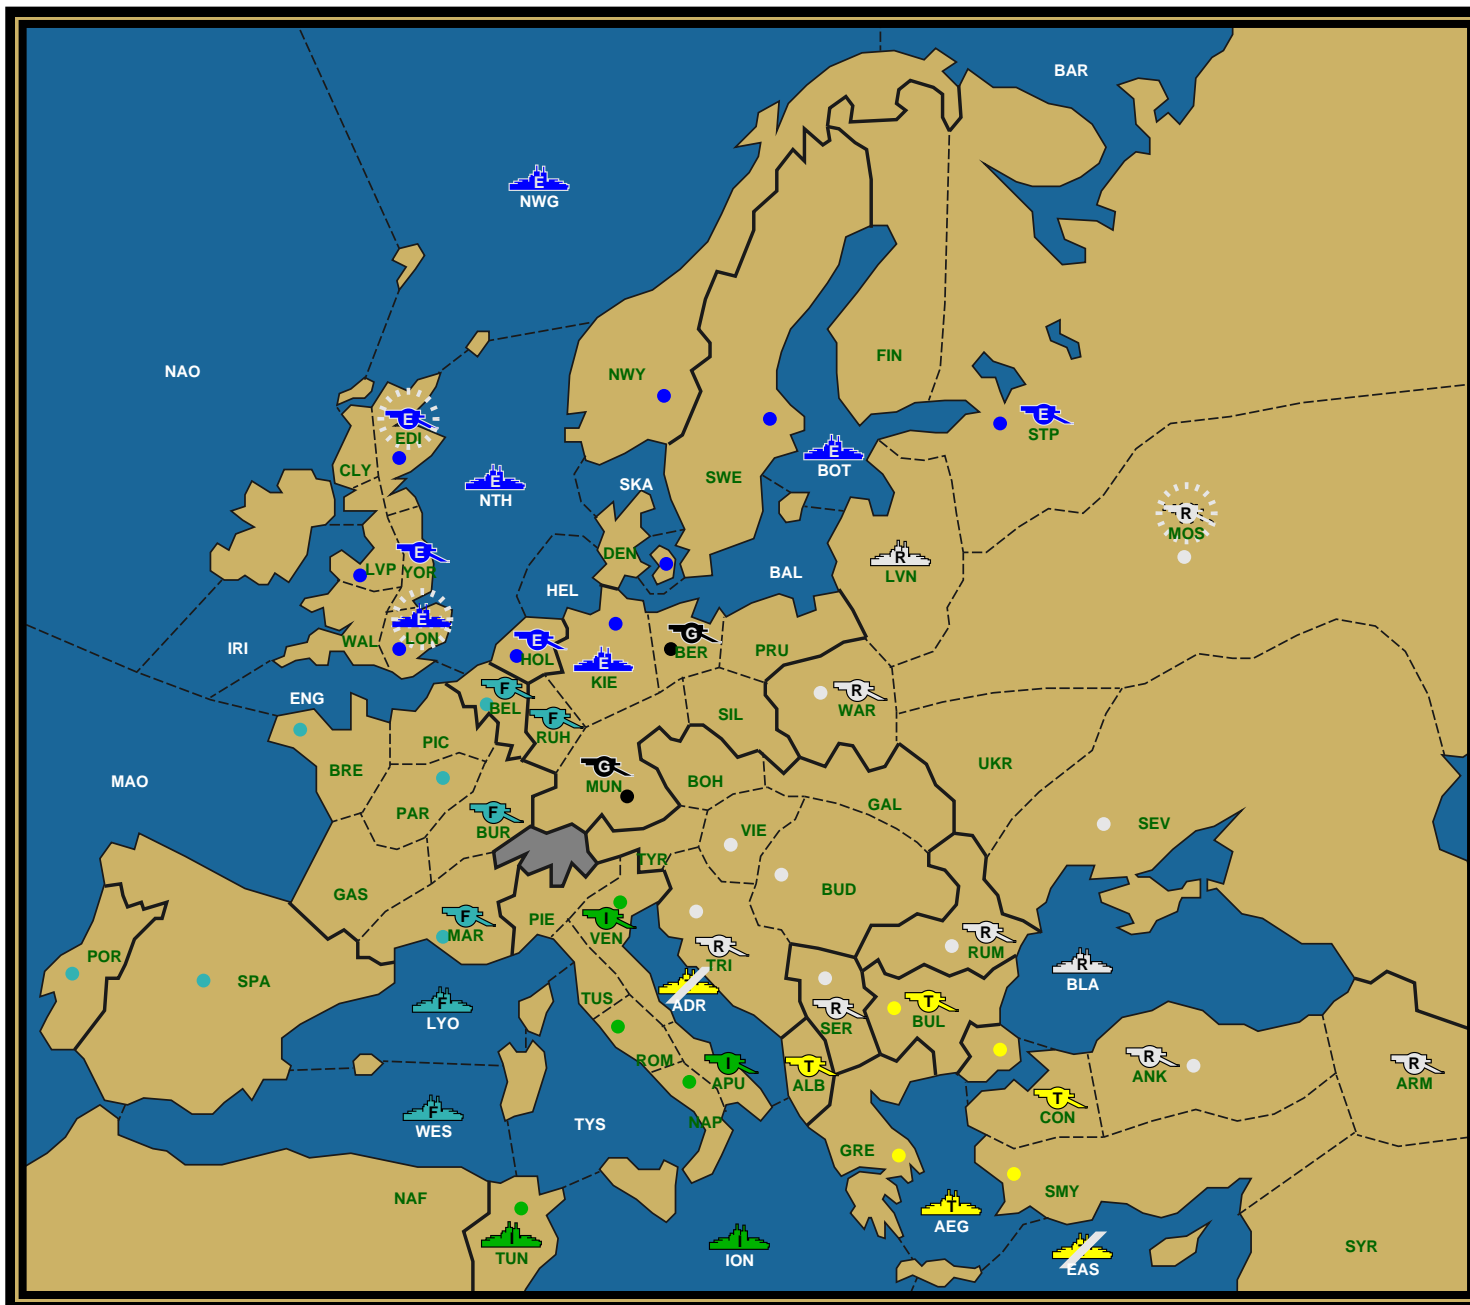 BAR
E
NWG
NAO
FIN
NWY
E
EDI
E
STP
E
BOT
CLY
E
NTH
SKA
SWE
R
MOS
LVP
E
YOR
DEN
R
LVN
HEL
BAL
E
LON
WAL
IRI
E
HOL
G
BER
PRU
E
KIE
F
BEL
R
WAR
ENG
F
RUH
SIL
PIC
BRE
G
MUN
BOH
UKR
MAO
GAL
PAR
F
BUR
VIE
SEV
TYR
BUD
GAS
F
MAR
PIE
I
VEN
R
TRI
R
RUM
POR
SPA
R
BLA
F
LYO
TUS
ADR
R
SER
T
BUL
ROM
I
APU
T
ALB
R
ANK
R
ARM
F
WES
TYS
NAP
T
CON
GRE
NAF
SMY
T
AEG
I
TUN
I
ION
EAS
SYR